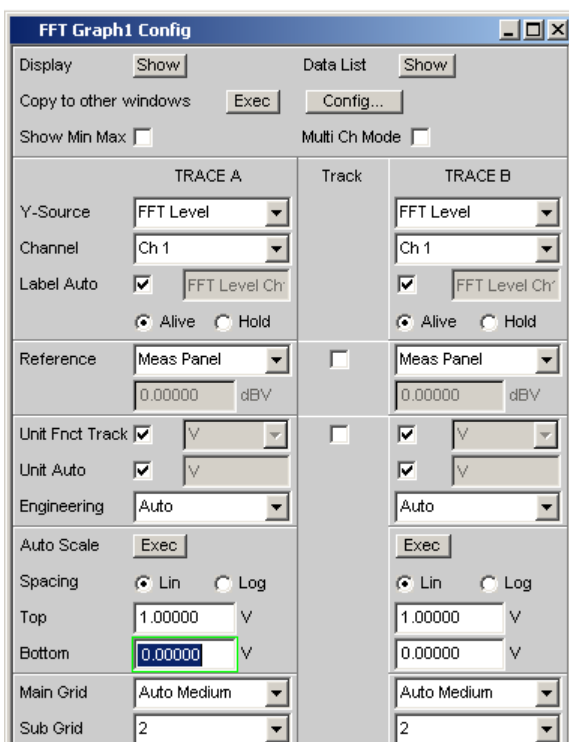 FFT Graph1 Config
Display Show Data List Show
Copy to other windows Exec Config...
Show Min Max Multi Ch Mode
TRACE A Track TRACE B
Y-Source FFT Level FFT Level
Channel Ch 1 Ch 1
Label Auto FFT Level Ch FFT Level Ch
Alive Hold Alive Hold
Reference Meas Panel Meas Panel
0.00000 dBV 0.00000 dBV
Unit Fnct Track V V
Unit Auto V V
Engineering Auto Auto
Auto Scale Exec Exec
Spacing Lin Log Lin Log
Top 1.00000 V 1.00000 V
Bottom 0.00000 V 0.00000 V
Main Grid Auto Medium Auto Medium
Sub Grid 2 2